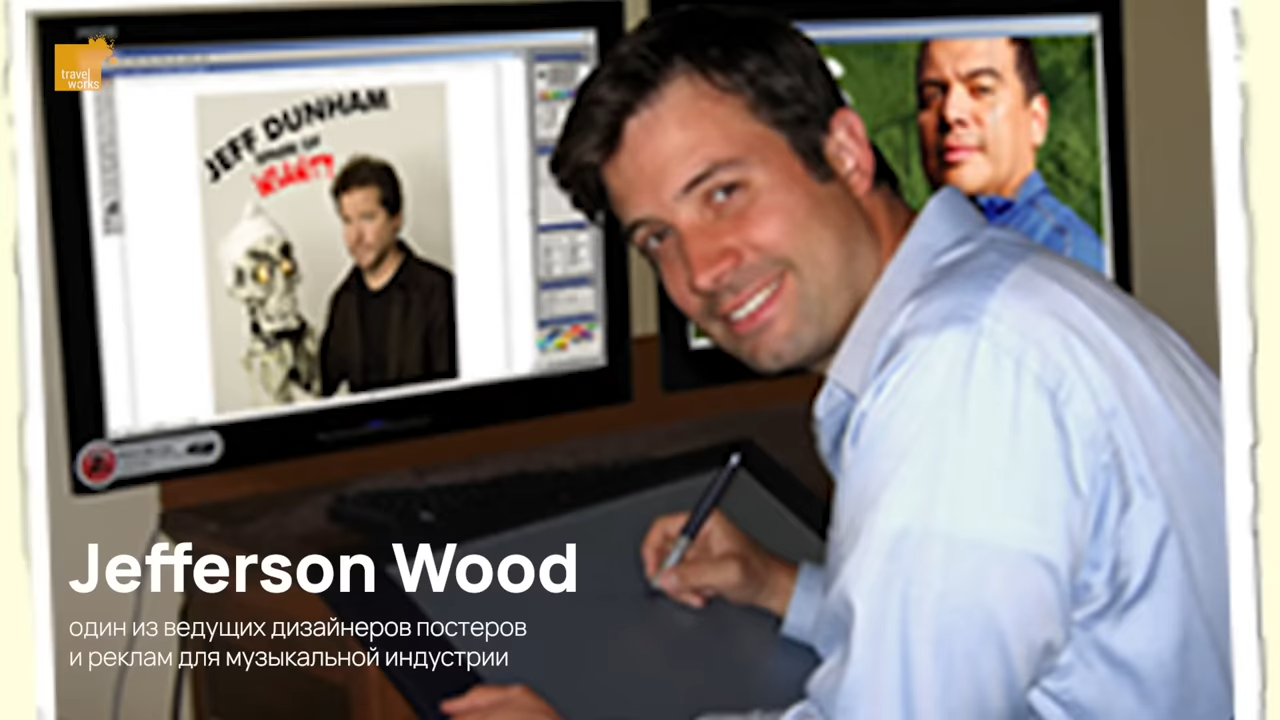 travel
works
JEFF DUNHAM
Jefferson Wood
один из ведущих дизайнеров постеров
и реклам для музыкальной индустрии